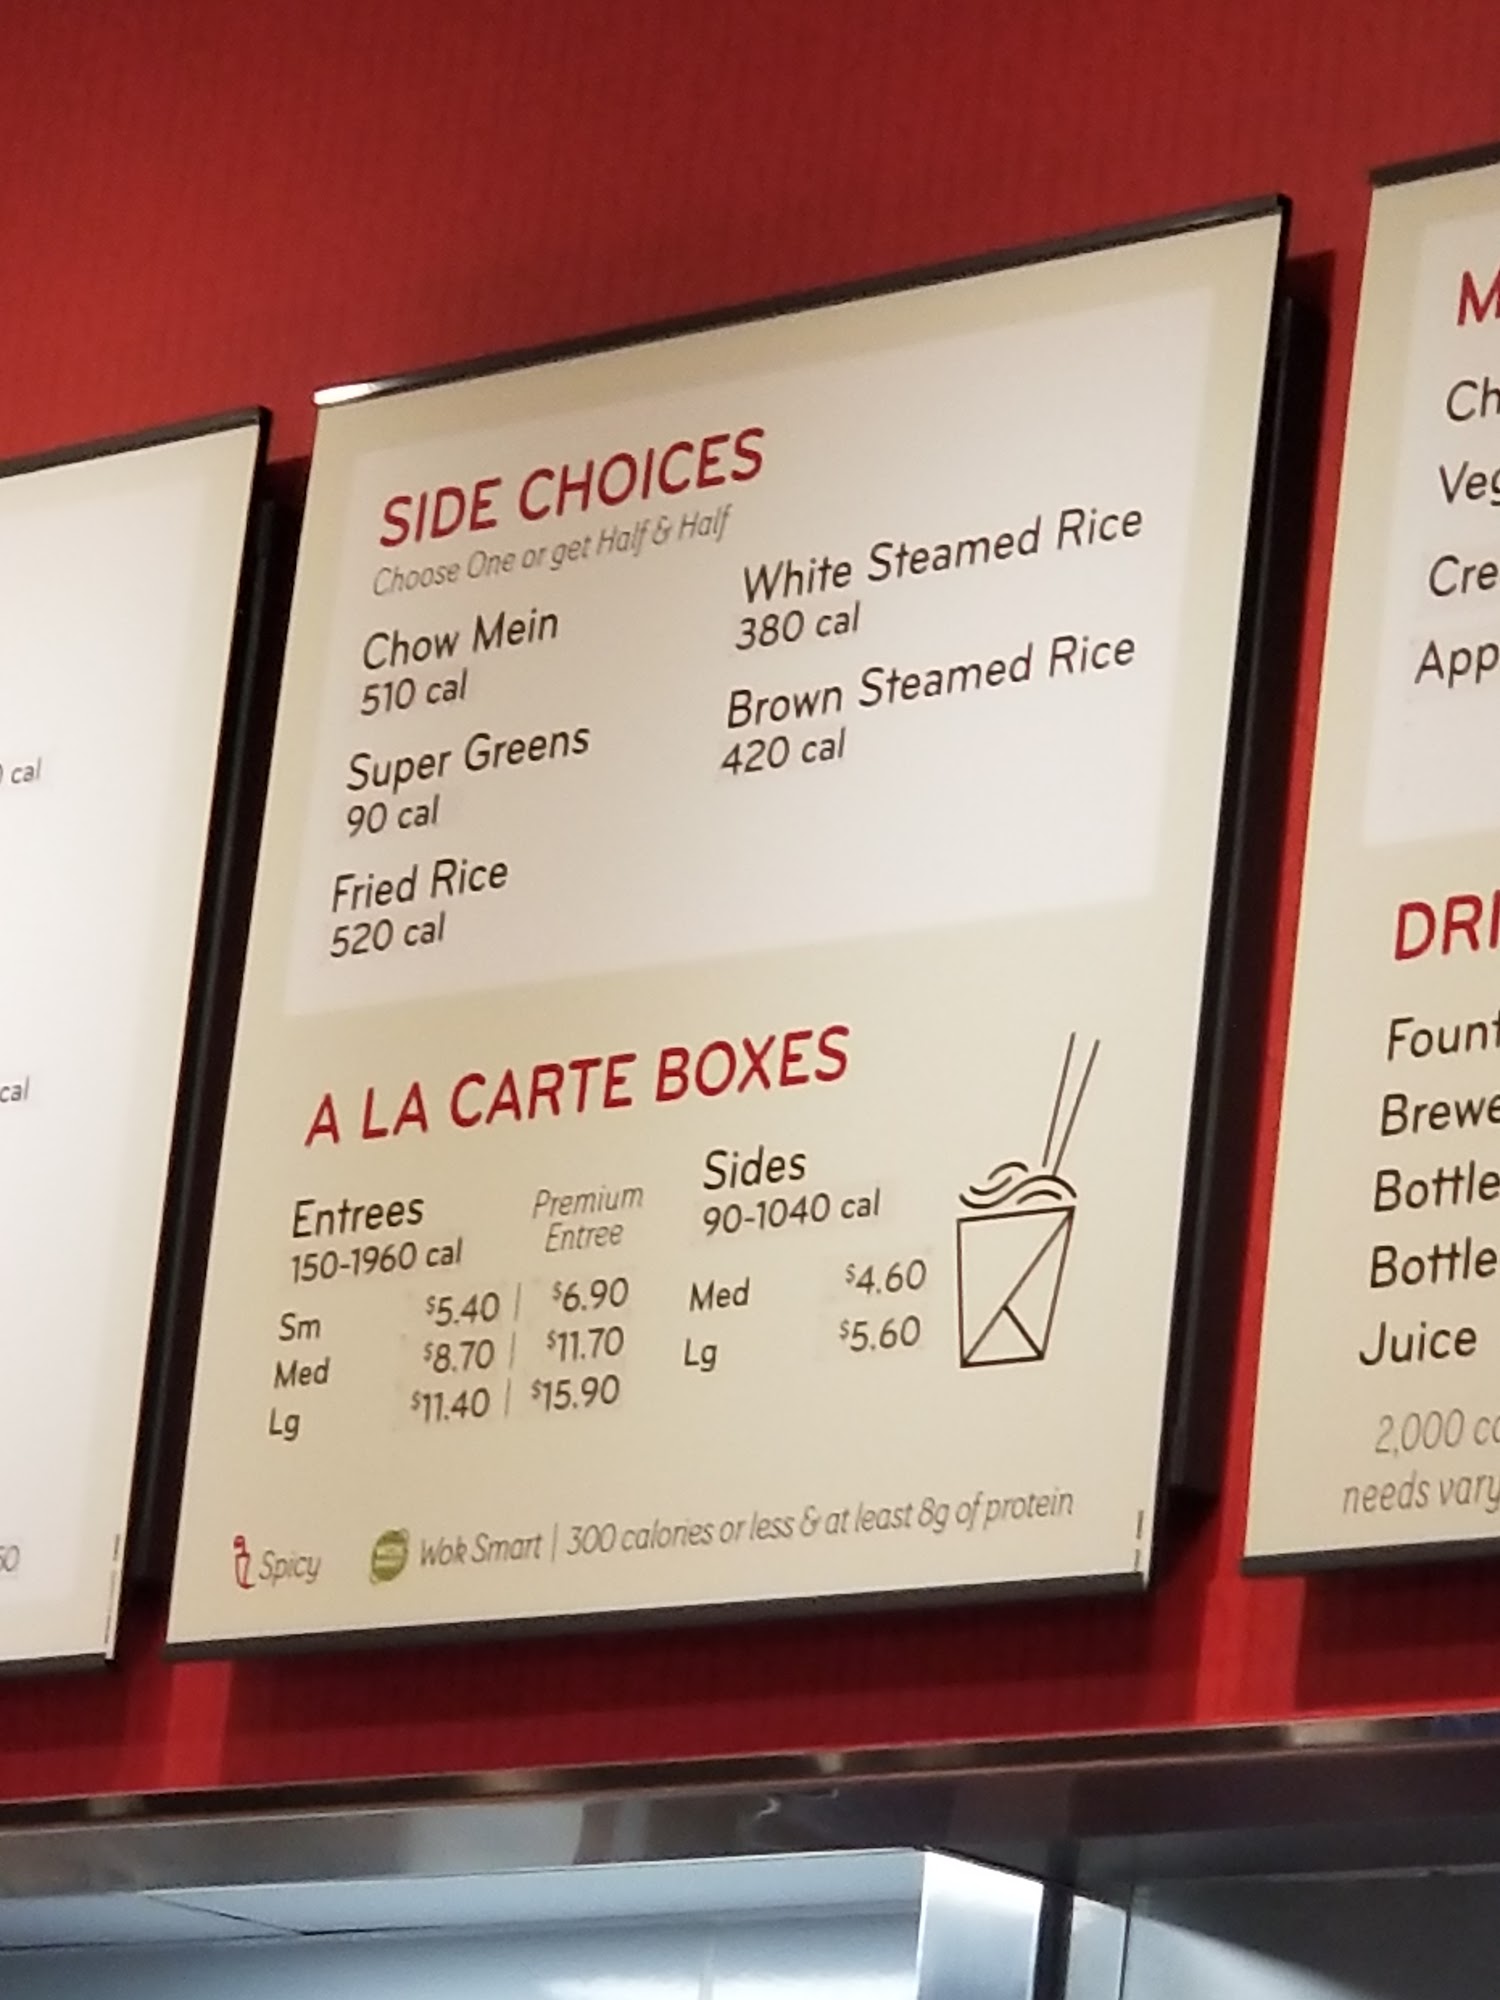 SIDE CHOICES
Choose One or get Half & Half
Chow Mein
510 cal
Super Greens
90 cal
Fried Rice
520 cal
White Steamed Rice
380 cal
Brown Steamed Rice
420 cal
A LA CARTE BOXES
Entrees
150-1960 cal
Premium
Entree
Sm $5.40 | $6.90
Med $8.70 | $11.70
Lg $11.40 | $15.90
Sides
90-1040 cal
Med $4.60
Lg $5.60
Spicy
Wok Smart | 300 calories or less & at least 8g of protein
cal
cal
M
Ch
Veg
Cre
App
DRI
Fount
Brewe
Bottle
Bottle
Juice
2,000 ca
needs vary